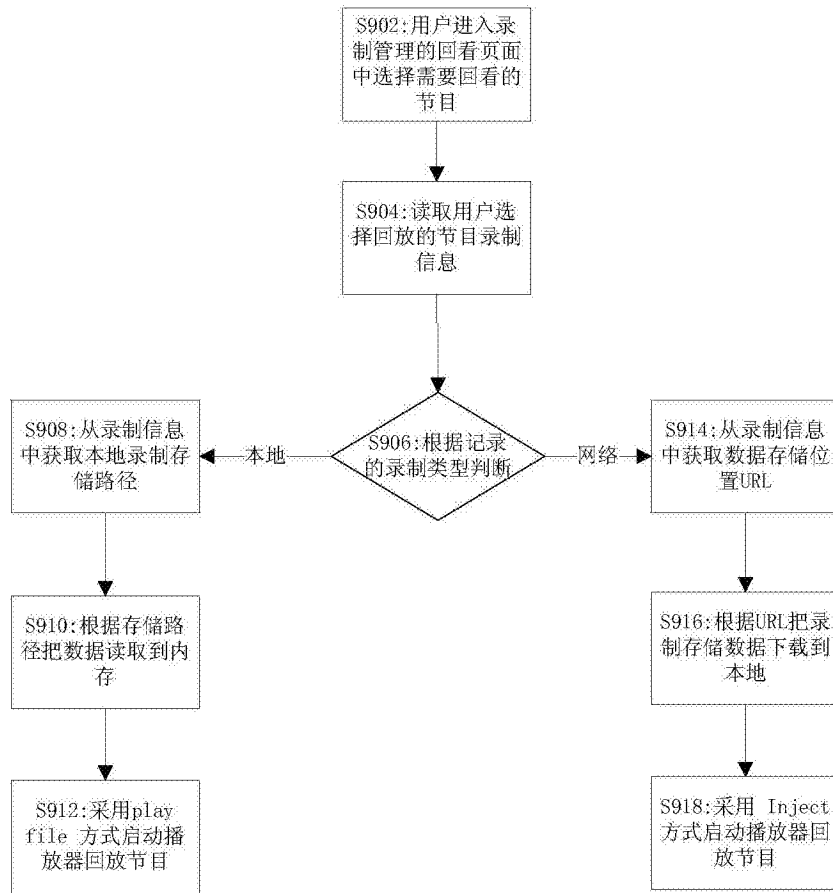 S902:用户进入录
制管理的回看页面
中选择需要回看的
节目
S904:读取用户选
择回放的节目录制
信息
S906:根据记录
的录制类型判断
本地
网络
S908:从录制信息
中获取本地录制存
储路径
S910:根据存储路
径把数据读取到内
存
S912:采用play
file 方式启动播
放器回放节目
S914:从录制信息
中获取数据存储位
置URL
S916:根据URL把录
制存储数据下载到
本地
S918:采用 Inject
方式启动播放器回
放节目